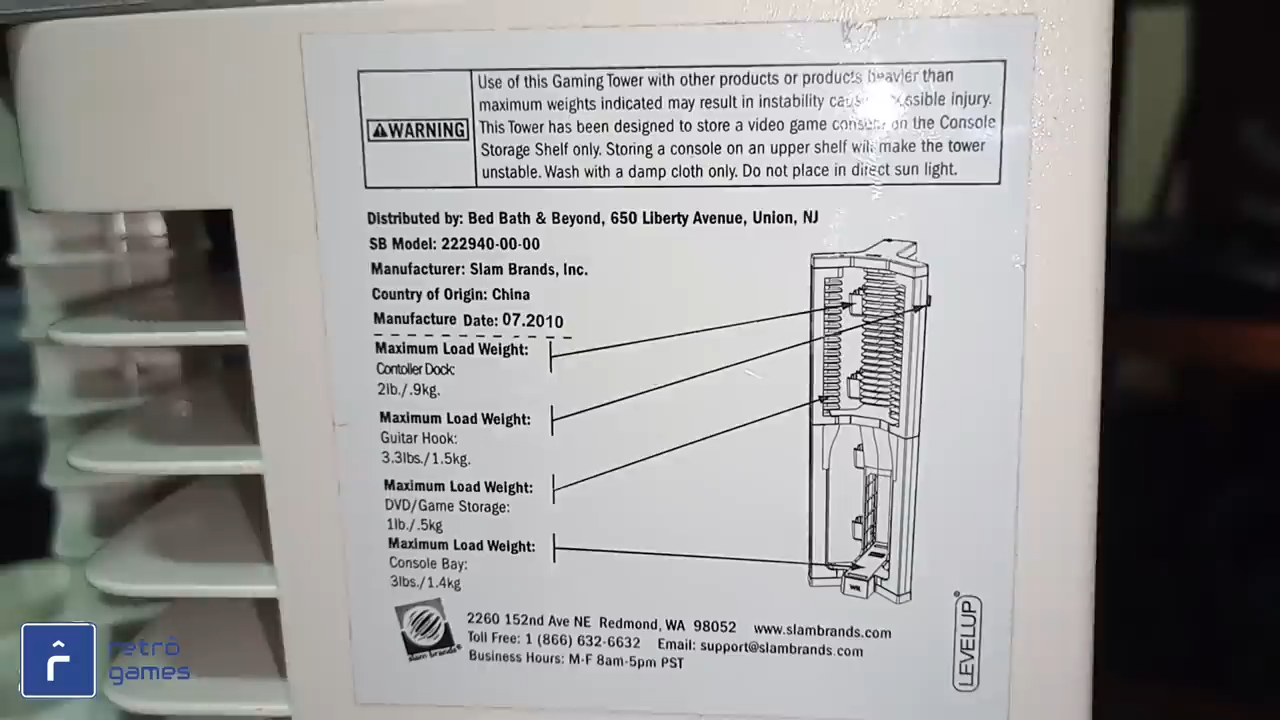 ⚠WARNING
Use of this Gaming Tower with other products or products heavier than
maximum weights indicated may result in instability possible injury.
This Tower has been designed to store a video game console on the Console
Storage Shelf only. Storing a console on an upper shelf will make the tower
unstable. Wash with a damp cloth only. Do not place in direct sun light.
Distributed by: Bed Bath & Beyond, 650 Liberty Avenue, Union, NJ
SB Model: 222940-00-00
Manufacturer: Slam Brands, Inc.
Country of Origin: China
Manufacture Date: 07.2010
Maximum Load Weight:
Contoller Dock:
2lb./.9kg.
Maximum Load Weight:
Guitar Hook:
3.3lbs./1.5kg.
Maximum Load Weight:
DVD/Game Storage:
1lb./.5kg
Maximum Load Weight:
Console Bay:
3lbs./1.4kg
slam brands®
2260 152nd Ave NE Redmond, WA 98052 www.slambrands.com
Toll Free: 1 (866) 632-6632 Email: support@slambrands.com
Business Hours: M-F 8am-5pm PST
LEVELUP®
r̂
retrô
games